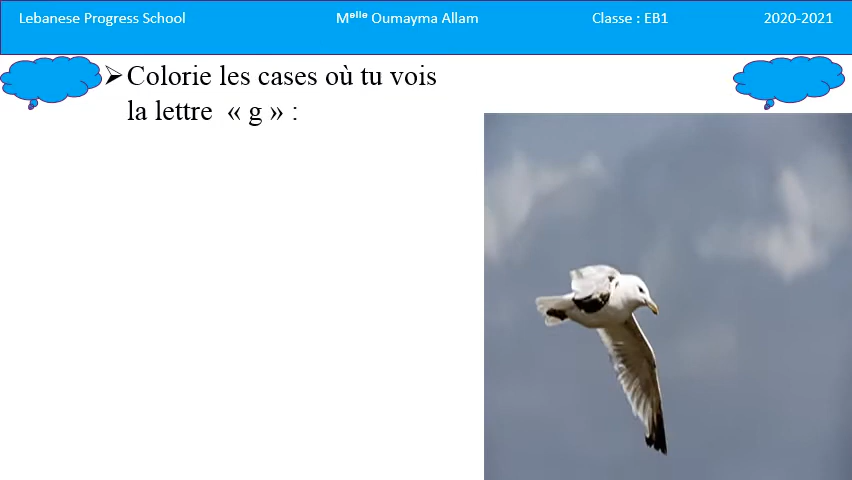 Lebanese Progress School Melle Oumayma Allam Classe : EB1 2020-2021
Colorie les cases où tu vois
la lettre « g » :